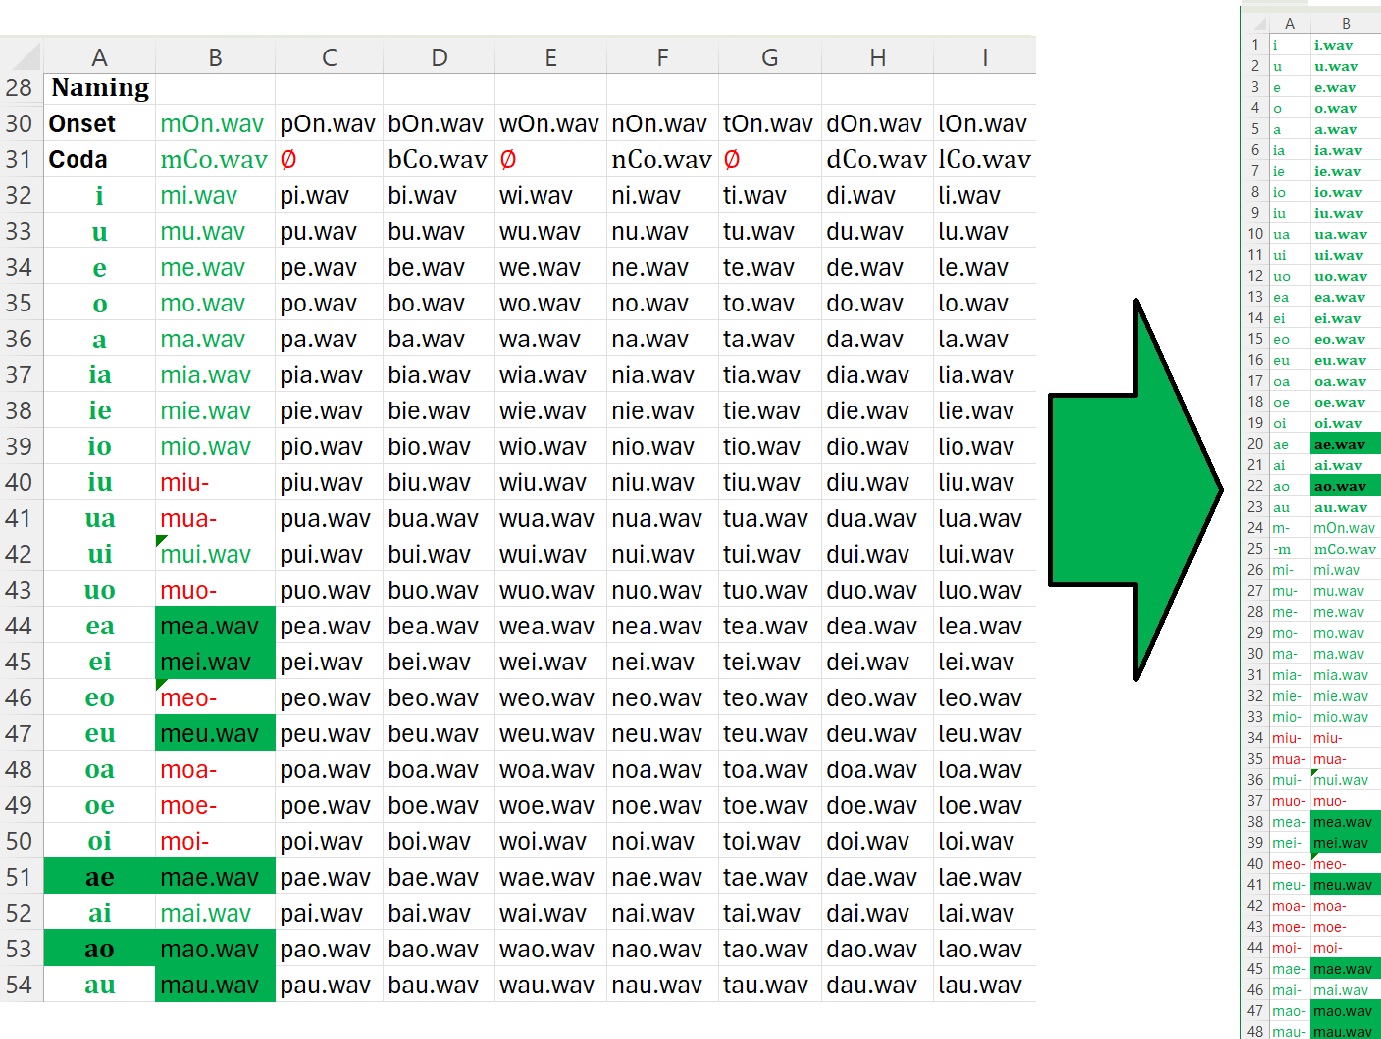 A B C D E F G H I
28 Naming
30 Onset mOn.wav pOn.wav bOn.wav wOn.wav nOn.wav tOn.wav dOn.wav lOn.wav
31 Coda mCo.wav Ø bCo.wav Ø nCo.wav Ø dCo.wav lCo.wav
32 i mi.wav pi.wav bi.wav wi.wav ni.wav ti.wav di.wav li.wav
33 u mu.wav pu.wav bu.wav wu.wav nu.wav tu.wav du.wav lu.wav
34 e me.wav pe.wav be.wav we.wav ne.wav te.wav de.wav le.wav
35 o mo.wav po.wav bo.wav wo.wav no.wav to.wav do.wav lo.wav
36 a ma.wav pa.wav ba.wav wa.wav na.wav ta.wav da.wav la.wav
37 ia mia.wav pia.wav bia.wav wia.wav nia.wav tia.wav dia.wav lia.wav
38 ie mie.wav pie.wav bie.wav wie.wav nie.wav tie.wav die.wav lie.wav
39 io mio.wav pio.wav bio.wav wio.wav nio.wav tio.wav dio.wav lio.wav
40 iu miu- piu.wav biu.wav wiu.wav niu.wav tiu.wav diu.wav liu.wav
41 ua mua- pua.wav bua.wav wua.wav nua.wav tua.wav dua.wav lua.wav
42 ui mui.wav pui.wav bui.wav wui.wav nui.wav tui.wav dui.wav lui.wav
43 uo muo- puo.wav buo.wav wuo.wav nuo.wav tuo.wav duo.wav luo.wav
44 ea mea.wav pea.wav bea.wav wea.wav nea.wav tea.wav dea.wav lea.wav
45 ei mei.wav pei.wav bei.wav wei.wav nei.wav tei.wav dei.wav lei.wav
46 eo meo- peo.wav beo.wav weo.wav neo.wav teo.wav deo.wav leo.wav
47 eu meu.wav peu.wav beu.wav weu.wav neu.wav teu.wav deu.wav leu.wav
48 oa moa- poa.wav boa.wav woa.wav noa.wav toa.wav doa.wav loa.wav
49 oe moe- poe.wav boe.wav woe.wav noe.wav toe.wav doe.wav loe.wav
50 oi moi- poi.wav boi.wav woi.wav noi.wav toi.wav doi.wav loi.wav
51 ae mae.wav pae.wav bae.wav wae.wav nae.wav tae.wav dae.wav lae.wav
52 ai mai.wav pai.wav bai.wav wai.wav nai.wav tai.wav dai.wav lai.wav
53 ao mao.wav pao.wav bao.wav wao.wav nao.wav tao.wav dao.wav lao.wav
54 au mau.wav pau.wav bau.wav wau.wav nau.wav tau.wav dau.wav lau.wav
A B
1 i i.wav
2 u u.wav
3 e e.wav
4 o o.wav
5 a a.wav
6 ia ia.wav
7 ie ie.wav
8 io io.wav
9 iu iu.wav
10 ua ua.wav
11 ui ui.wav
12 uo uo.wav
13 ea ea.wav
14 ei ei.wav
15 eo eo.wav
16 eu eu.wav
17 oa oa.wav
18 oe oe.wav
19 oi oi.wav
20 ae ae.wav
21 ai ai.wav
22 ao ao.wav
23 au au.wav
24 m- mOn.wav
25 -m mCo.wav
26 mi- mi.wav
27 mu- mu.wav
28 me- me.wav
29 mo- mo.wav
30 ma- ma.wav
31 mia- mia.wav
32 mie- mie.wav
33 mio- mio.wav
34 miu- miu-
35 mua- mua-
36 mui- mui.wav
37 muo- muo-
38 mea- mea.wav
39 mei- mei.wav
40 meo- meo-
41 meu- meu.wav
42 moa- moa-
43 moe- moe-
44 moi- moi-
45 mae- mae.wav
46 mai- mai.wav
47 mao- mao.wav
48 mau- mau.wav